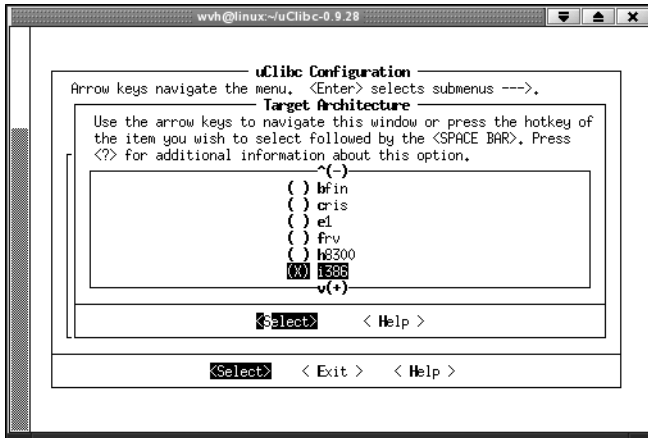 wvh@linux:~/uClibc-0.9.28
uClibc Configuration
Arrow keys navigate the menu. <Enter> selects submenus --->.
Target Architecture
Use the arrow keys to navigate this window or press the hotkey of
the item you wish to select followed by the <SPACE BAR>. Press
<?> for additional information about this option.
^(-)
( ) bfin
( ) cris
( ) e1
( ) frv
( ) h8300
(X) i386
v(+)
<Select> < Help >
<Select> < Exit > < Help >